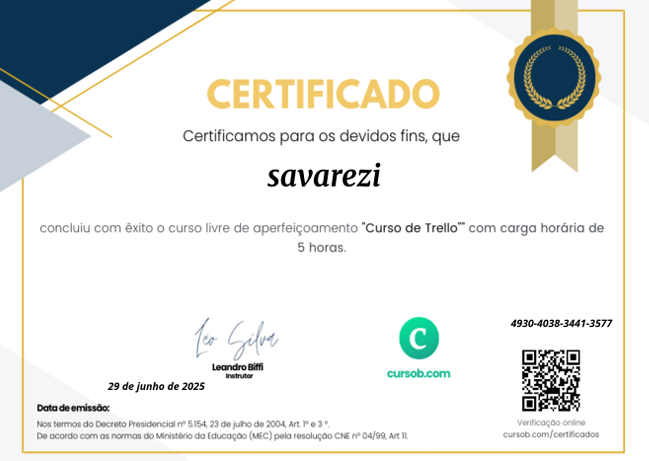 CERTIFICADO
Certificamos para os devidos fins, que
savarezi
concluiu com êxito o curso livre de aperfeiçoamento "Curso de Trello"" com carga horária de
5 horas.
Léo Silva
Leandro Biffi
Instrutor
C
cursob.com
4930-4038-3441-3577
29 de junho de 2025
Data de emissão:
Nos termos do Decreto Presidencial n° 5.154, 23 de julho de 2004, Art. 1° e 3 °.
De acordo com as normas do Ministério da Educação (MEC) pela resolução CNE n° 04/99, Art 11.
Verificação online
cursob.com/certificados